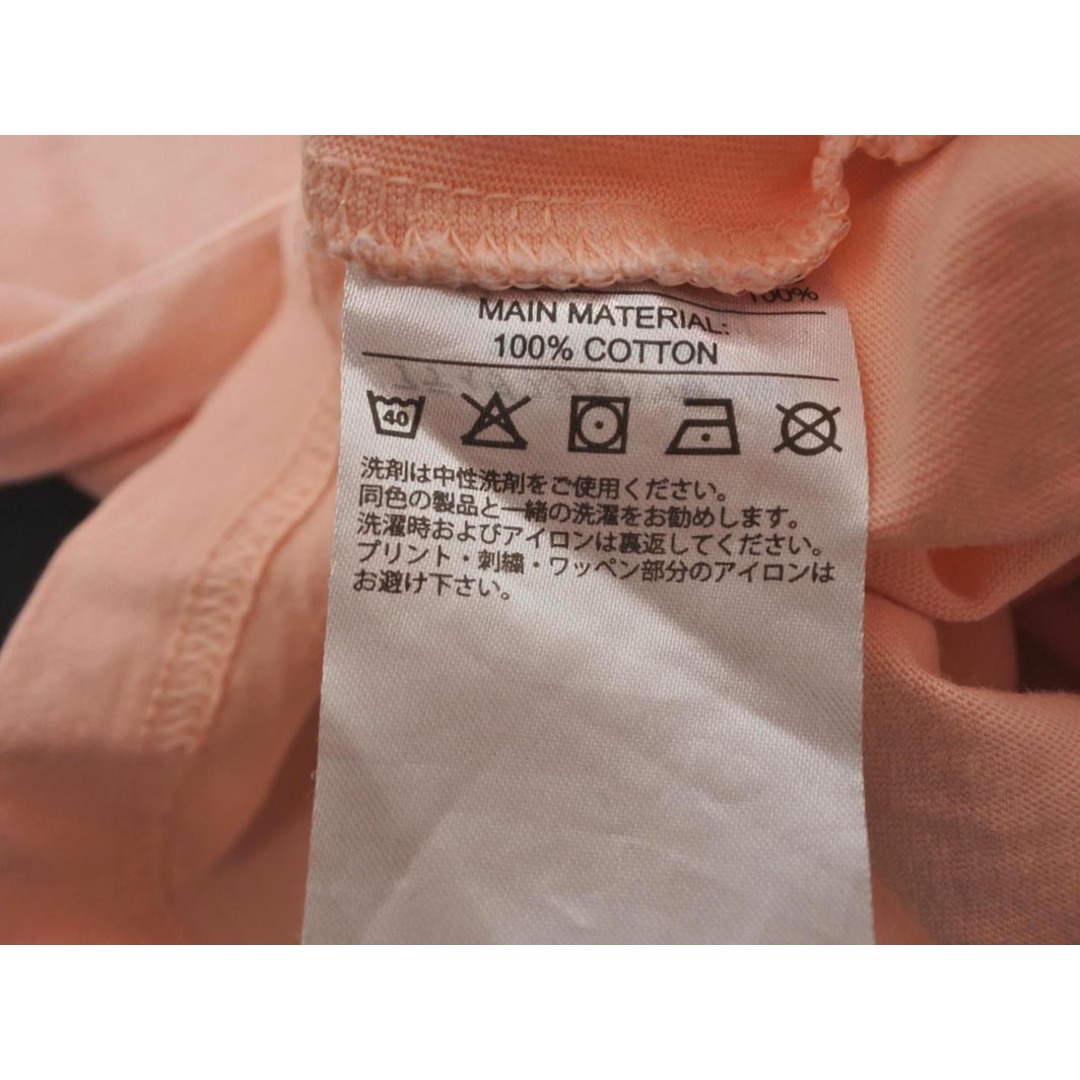 100%
MAIN MATERIAL:
100% COTTON
40
洗剤は中性洗剤をご使用ください。
同色の製品と一緒の洗濯をお勧めします。
洗濯時およびアイロンは裏返してください。
プリント・刺繍・ワッペン部分のアイロンは
お避け下さい。